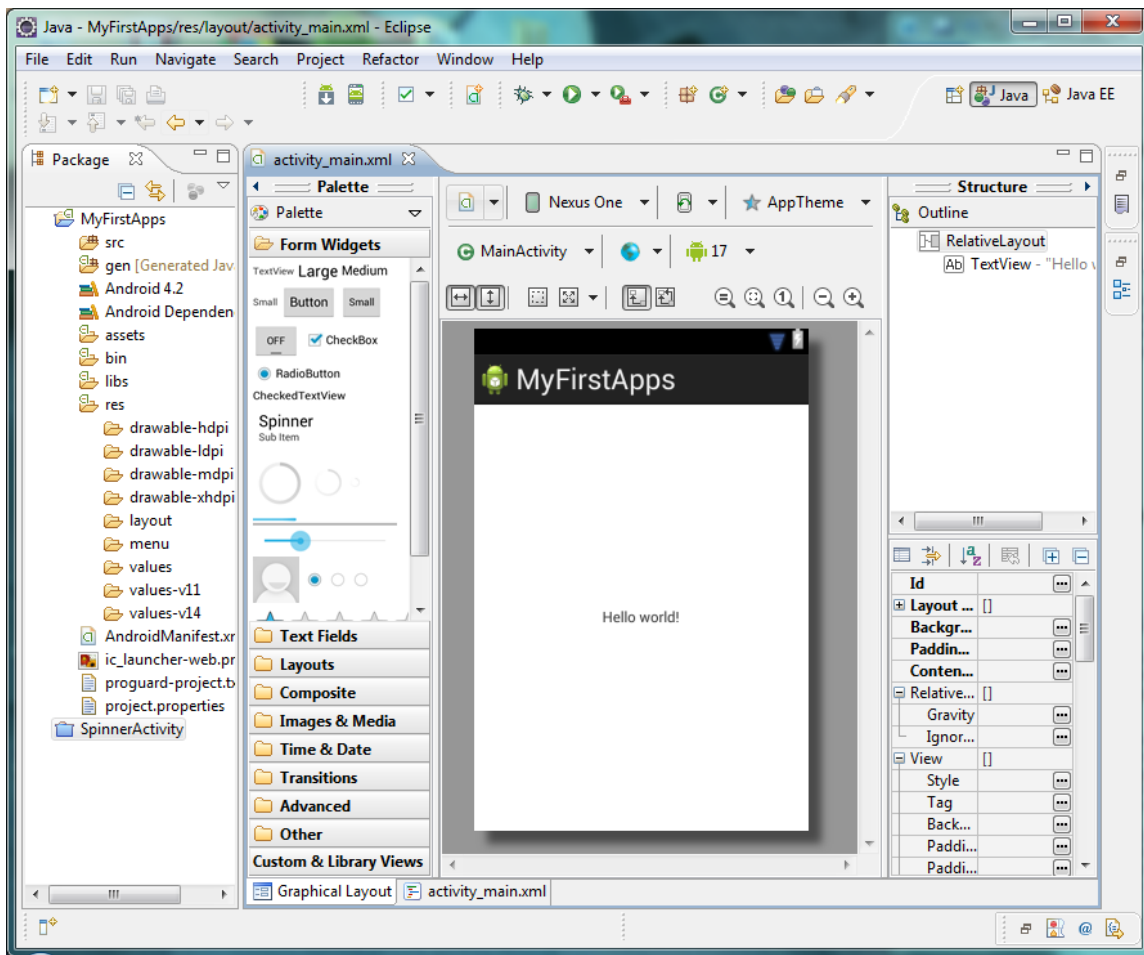 Java - MyFirstApps/res/layout/activity_main.xml - Eclipse
File Edit Run Navigate Search Project Refactor Window Help
Java Java EE
Package
MyFirstApps
src
gen [Generated Jav
Android 4.2
Android Dependen
assets
bin
libs
res
drawable-hdpi
drawable-ldpi
drawable-mdpi
drawable-xhdpi
layout
menu
values
values-v11
values-v14
AndroidManifest.xr
ic_launcher-web.pr
proguard-project.tx
project.properties
SpinnerActivity
activity_main.xml
Palette
Palette
Form Widgets
TextView Large Medium
Small Button Small
OFF CheckBox
RadioButton
CheckedTextView
Spinner
Sub Item
Text Fields
Layouts
Composite
Images & Media
Time & Date
Transitions
Advanced
Other
Custom & Library Views
Graphical Layout activity_main.xml
Nexus One AppTheme
MainActivity 17
MyFirstApps
Hello world!
Structure
Outline
RelativeLayout
Ab TextView - "Hello w
Id
Layout ... []
Backgr...
Paddin...
Conten...
Relative... []
Gravity
Ignor...
View []
Style
Tag
Back...
Paddi...
Paddi...